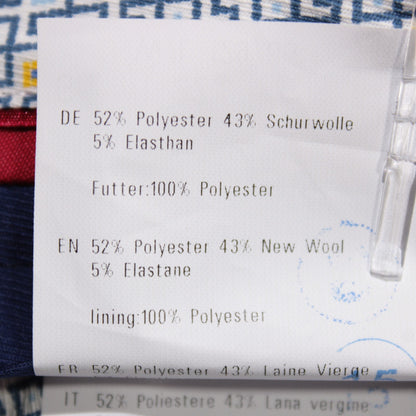 DE 52% Polyester 43% Schurwolle
5% Elasthan
Futter:100% Polyester
EN 52% Polyester 43% New Wool
5% Elastane
lining:100% Polyester
FR 52% Polyester 43% Laine Vierge
15
IT 52% Poliestere 43% Lana vergine